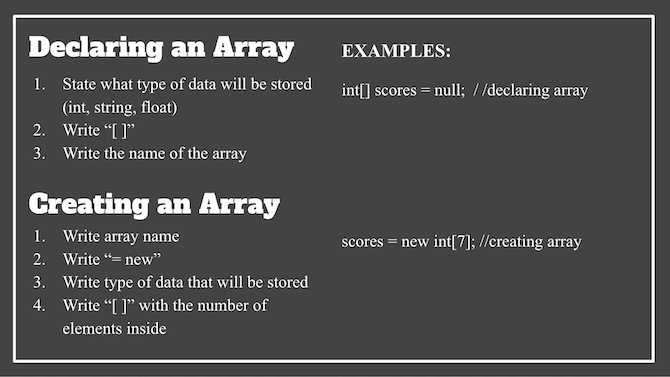 Declaring an Array
1. State what type of data will be stored
(int, string, float)
2. Write “[ ]”
3. Write the name of the array
EXAMPLES:
int[] scores = null;  / /declaring array
Creating an Array
1. Write array name
2. Write “= new”
3. Write type of data that will be stored
4. Write “[ ]” with the number of
elements inside
scores = new int[7]; //creating array